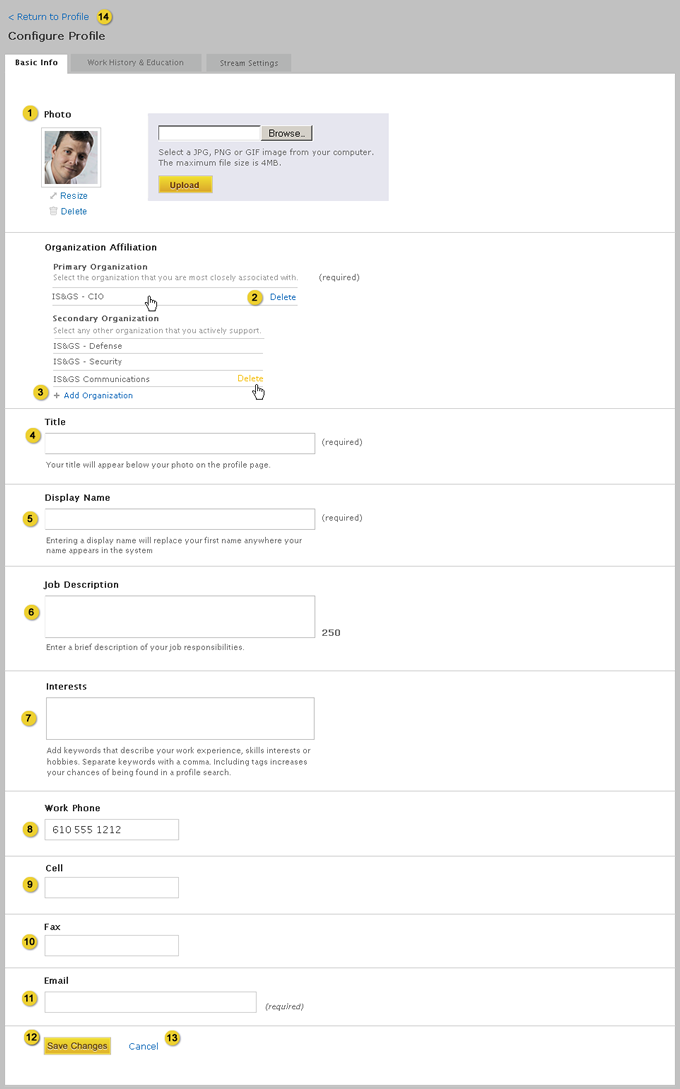 < Return to Profile 14
Configure Profile
Basic Info Work History & Education Stream Settings
1 Photo
Browse..
Select a JPG, PNG or GIF image from your computer.
The maximum file size is 4MB.
Upload
Resize
Delete
Organization Affiliation
Primary Organization
Select the organization that you are most closely associated with. (required)
IS&GS - CIO 2 Delete
Secondary Organization
Select any other organization that you actively support.
IS&GS - Defense
IS&GS - Security
IS&GS Communications Delete
3 + Add Organization
Title
4 (required)
Your title will appear below your photo on the profile page.
Display Name
5 (required)
Entering a display name will replace your first name anywhere your
name appears in the system
Job Description
6
250
Enter a brief description of your job responsibilities.
Interests
7
Add keywords that describe your work experience, skills interests or
hobbies. Separate keywords with a comma. Including tags increases
your chances of being found in a profile search.
Work Phone
8 610 555 1212
Cell
9
Fax
10
Email
11 (required)
12 Save Changes Cancel 13